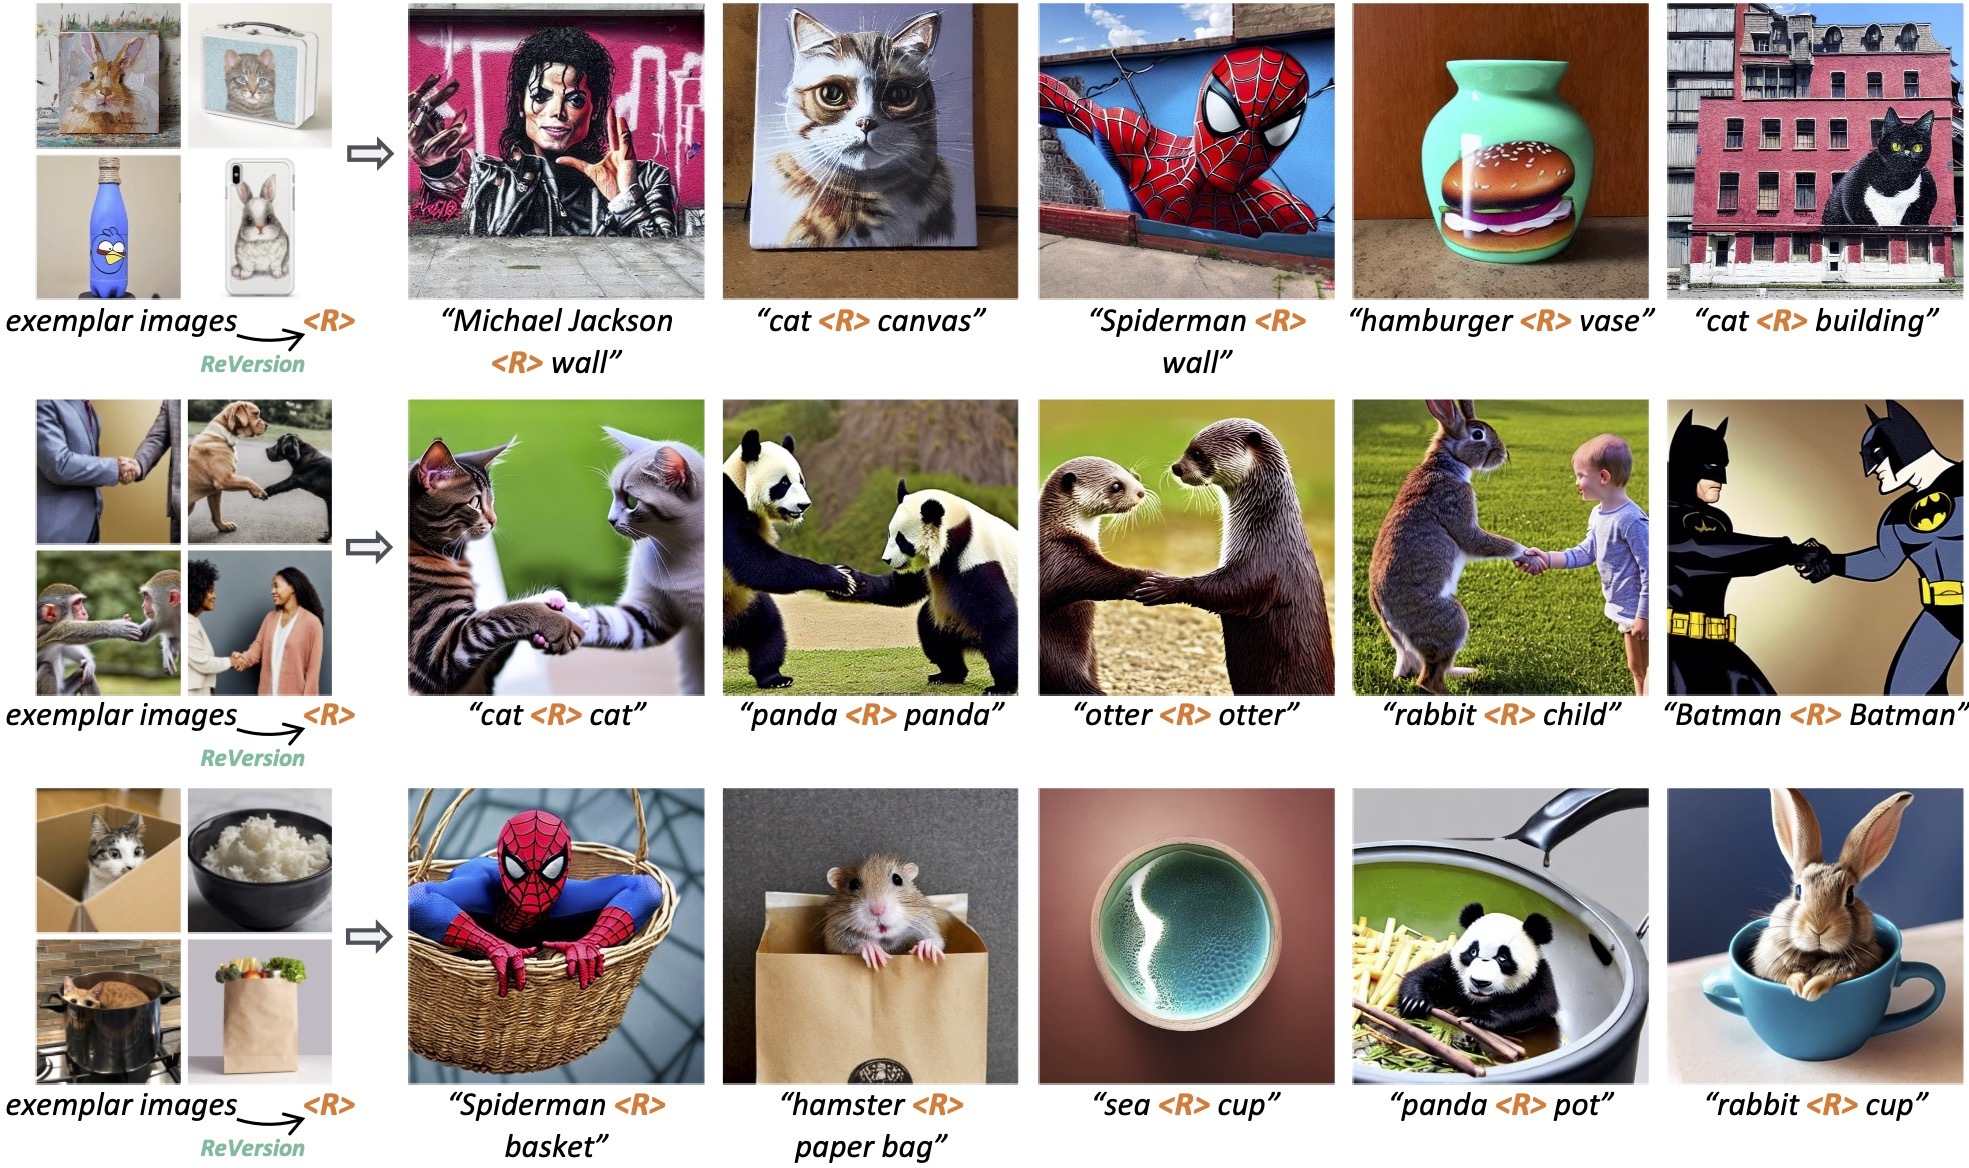 exemplar images <R>
ReVersion
“Michael Jackson
<R> wall”
“cat <R> canvas”
“Spiderman <R>
wall”
“hamburger <R> vase”
“cat <R> building”
exemplar images <R>
ReVersion
“cat <R> cat”
“panda <R> panda”
“otter <R> otter”
“rabbit <R> child”
“Batman <R> Batman”
exemplar images <R>
ReVersion
“Spiderman <R>
basket”
“hamster <R>
paper bag”
“sea <R> cup”
“panda <R> pot”
“rabbit <R> cup”